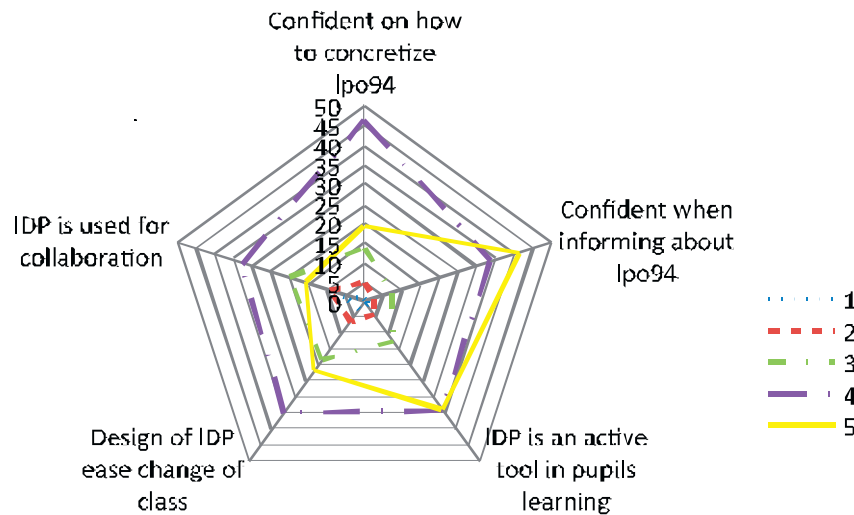 Confident on how
to concretize
lpo94
50
45
40
35
30
25
20
15
10
5
0
IDP is used for
collaboration
Confident when
informing about
lpo94
Design of IDP
ease change of
class
IDP is an active
tool in pupils
learning
1
2
3
4
5